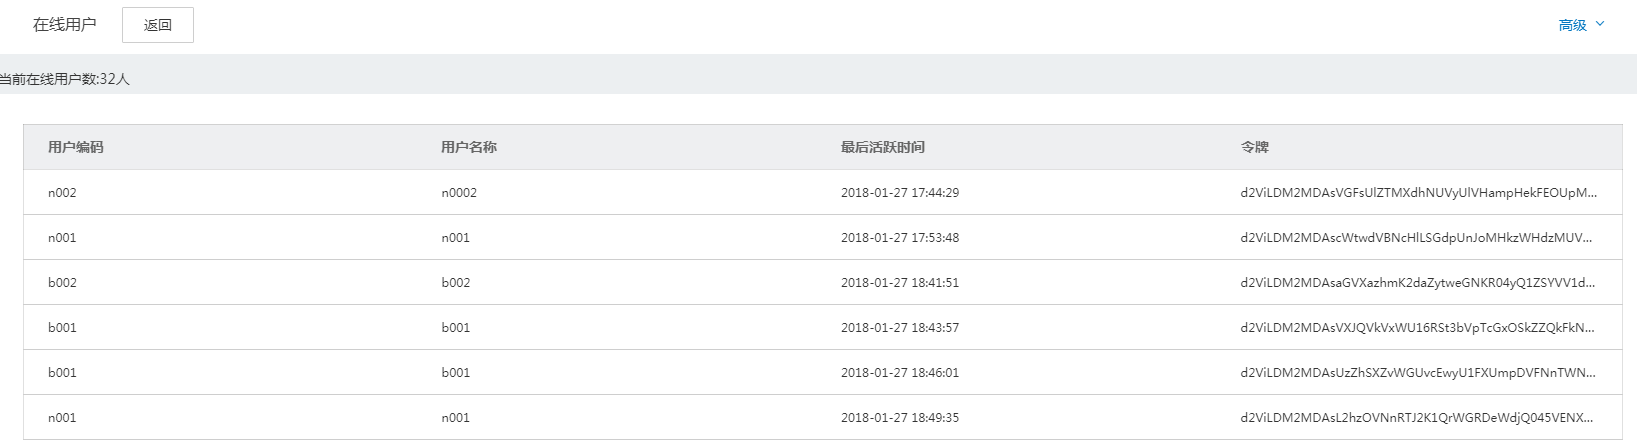 在线用户 返回 高级
当前在线用户数:32人
用户编码 用户名称 最后活跃时间 令牌
n002 n0002 2018-01-27 17:44:29 d2ViLDM2MDAsVGFsUlZTMXdhNUVyUlVHampHekFEOUpM...
n001 n001 2018-01-27 17:53:48 d2ViLDM2MDAscWtwdVBNcHlLSGdpUnJoMHkzWHdzMUV...
b002 b002 2018-01-27 18:41:51 d2ViLDM2MDAsaGVXazhmK2daZytweGNKR04yQ1ZSYVV1d...
b001 b001 2018-01-27 18:43:57 d2ViLDM2MDAsVXJQVkVxWU16RSt3bVpTcGxOSkZZQkFkN...
b001 b001 2018-01-27 18:46:01 d2ViLDM2MDAsUzZhSXZvWGUvcEwyU1FXUmpDVFNnTWN...
n001 n001 2018-01-27 18:49:35 d2ViLDM2MDAsL2hzOVNnRTJ2K1QrWGRDeWdjQ045VENX...